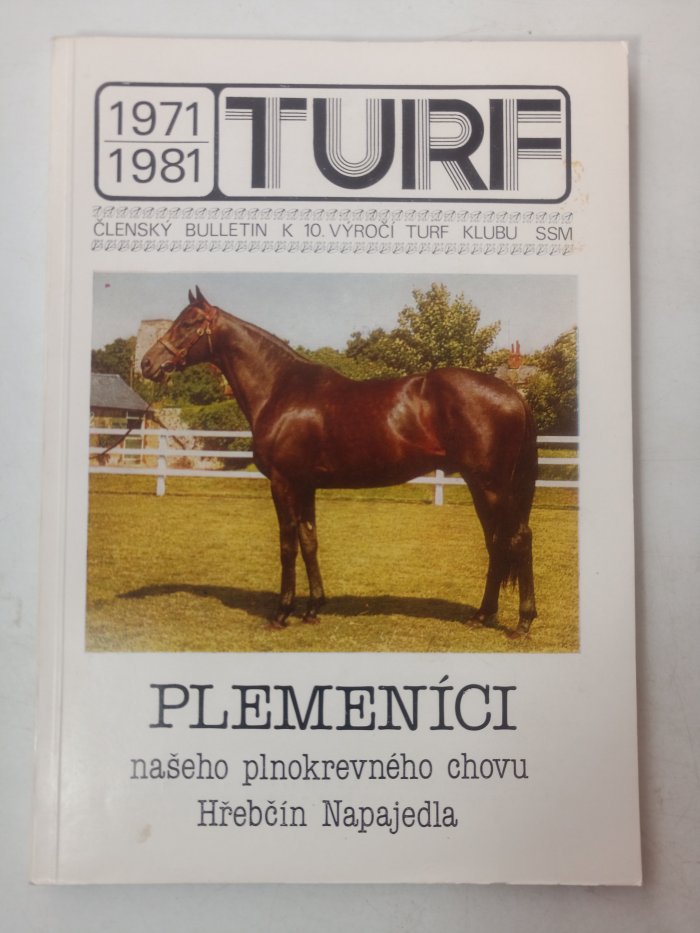 1971
1981
TURF
ČLENSKÝ BULLETIN K 10. VÝROČÍ TURF KLUBU SSM
PLEMENÍCI
našeho plnokrevného chovu
Hřebčín Napajedla